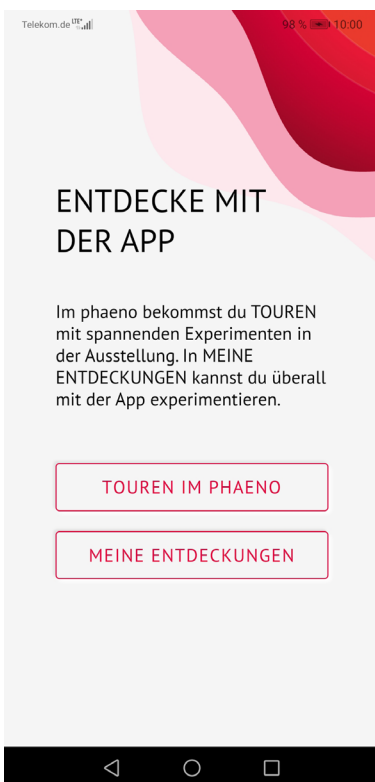 Telekom.de LTE 98 % 10:00
ENTDECKE MIT
DER APP
Im phaeno bekommst du TOUREN
mit spannenden Experimenten in
der Ausstellung. In MEINE
ENTDECKUNGEN kannst du überall
mit der App experimentieren.
TOUREN IM PHAENO
MEINE ENTDECKUNGEN